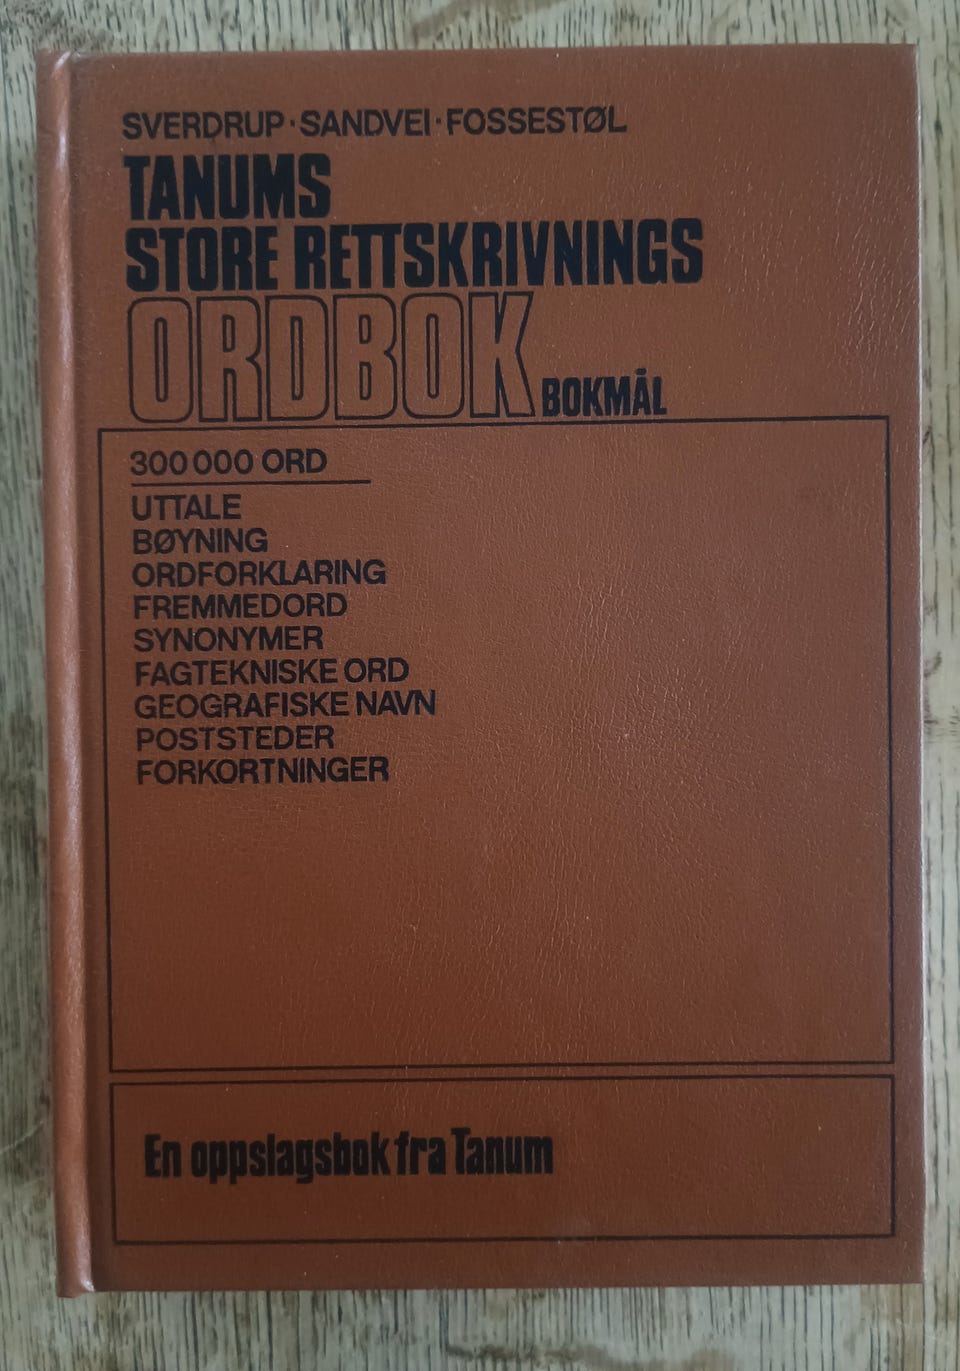 SVERDRUP · SANDVEI · FOSSESTØL
TANUMS
STORE RETTSKRIVNINGS
ORDBOK BOKMÅL
300 000 ORD
UTTALE
BØYNING
ORDFORKLARING
FREMMEDORD
SYNONYMER
FAGTEKNISKE ORD
GEOGRAFISKE NAVN
POSTSTEDER
FORKORTNINGER
En oppslagsbok fra Tanum